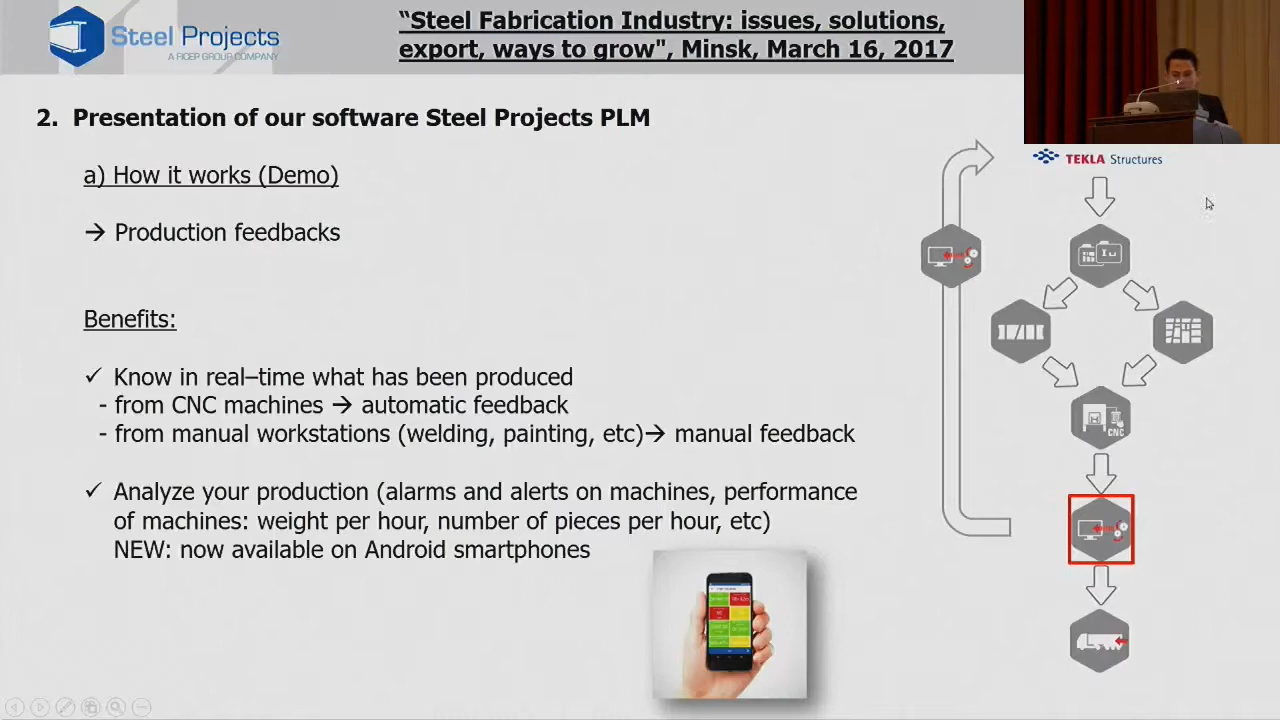 Steel Projects
A FICEP GROUP COMPANY
“Steel Fabrication Industry: issues, solutions,
export, ways to grow", Minsk, March 16, 2017
2. Presentation of our software Steel Projects PLM
a) How it works (Demo)
→ Production feedbacks
Benefits:
✓ Know in real–time what has been produced
- from CNC machines → automatic feedback
- from manual workstations (welding, painting, etc)→ manual feedback
✓ Analyze your production (alarms and alerts on machines, performance
of machines: weight per hour, number of pieces per hour, etc)
NEW: now available on Android smartphones
TEKLA Structures
CNC